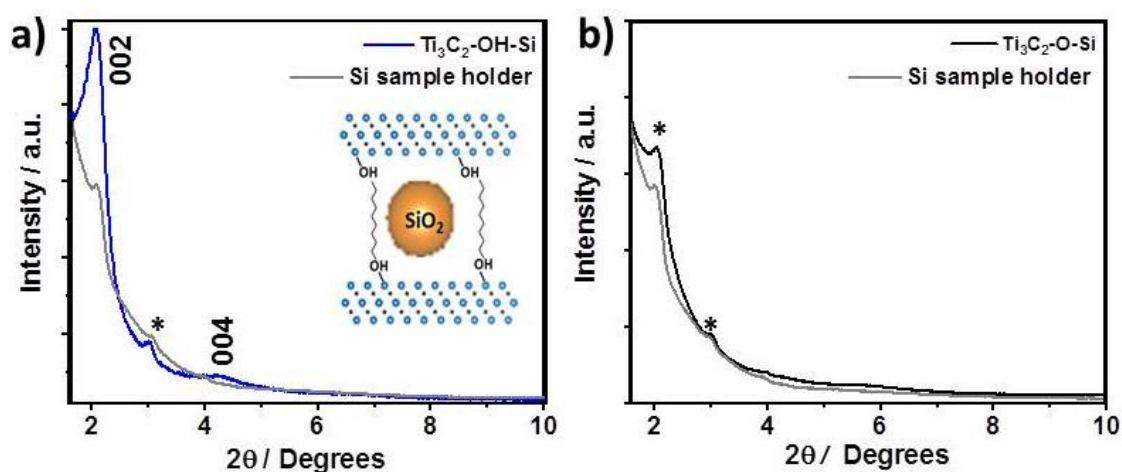 a)
002
Ti₃C₂-OH-Si
Si sample holder
OH
OH
SiO₂
OH
OH
*
004
Intensity / a.u.
2
4
6
8
10
2θ / Degrees
b)
Ti₃C₂-O-Si
Si sample holder
*
*
Intensity / a.u.
2
4
6
8
10
2θ / Degrees